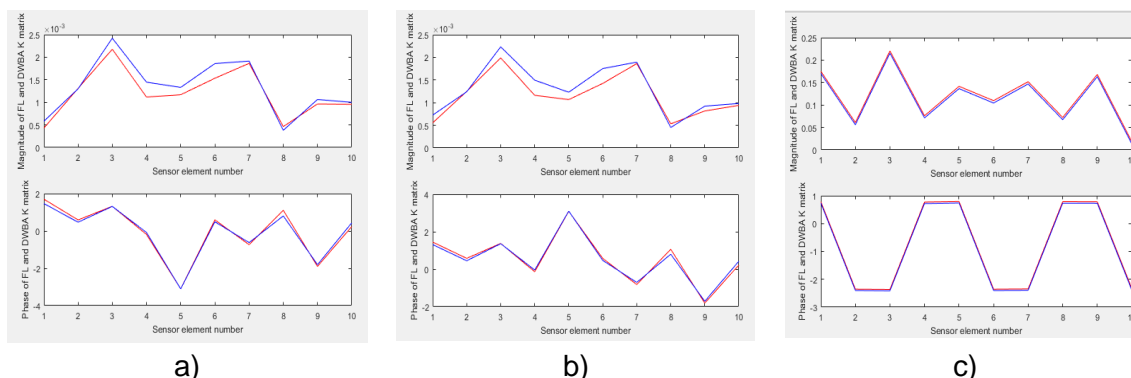 ×10⁻³
Magnitude of FL and DWBA K matrix
2.5
2
1.5
1
0.5
0
1 2 3 4 5 6 7 8 9 10
Sensor element number
Phase of FL and DWBA K matrix
2
0
-2
-4
1 2 3 4 5 6 7 8 9 10
Sensor element number
a)
×10⁻³
Magnitude of FL and DWBA K matrix
2.5
2
1.5
1
0.5
0
1 2 3 4 5 6 7 8 9 10
Sensor element number
Phase of FL and DWBA K matrix
4
2
0
-2
1 2 3 4 5 6 7 8 9 10
Sensor element number
b)
Magnitude of FL and DWBA K matrix
0.25
0.2
0.15
0.1
0.05
0
1 2 3 4 5 6 7 8 9 10
Sensor element number
Phase of FL and DWBA K matrix
1
0
-1
-2
-3
1 2 3 4 5 6 7 8 9 10
Sensor element number
c)